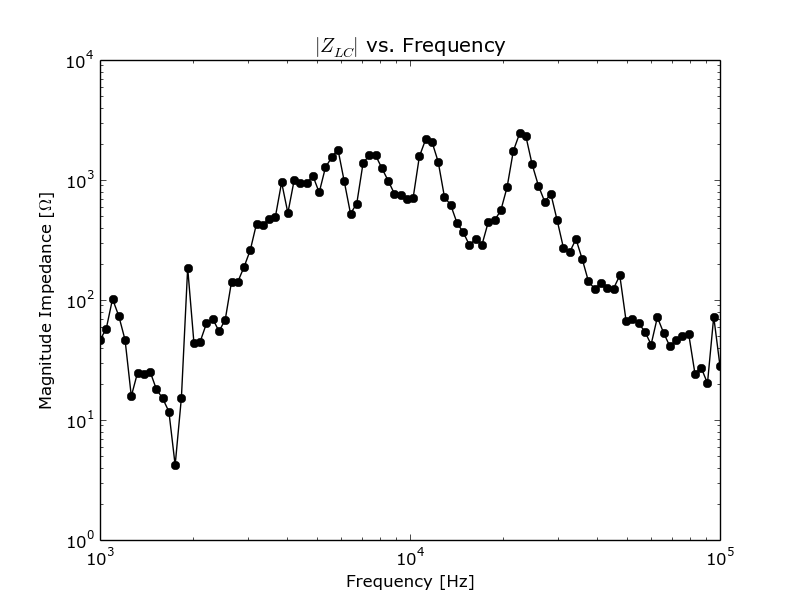 |Z_LC| vs. Frequency
Magnitude Impedance [Ω]
10^4
10^3
10^2
10^1
10^0
10^3 10^4 10^5
Frequency [Hz]